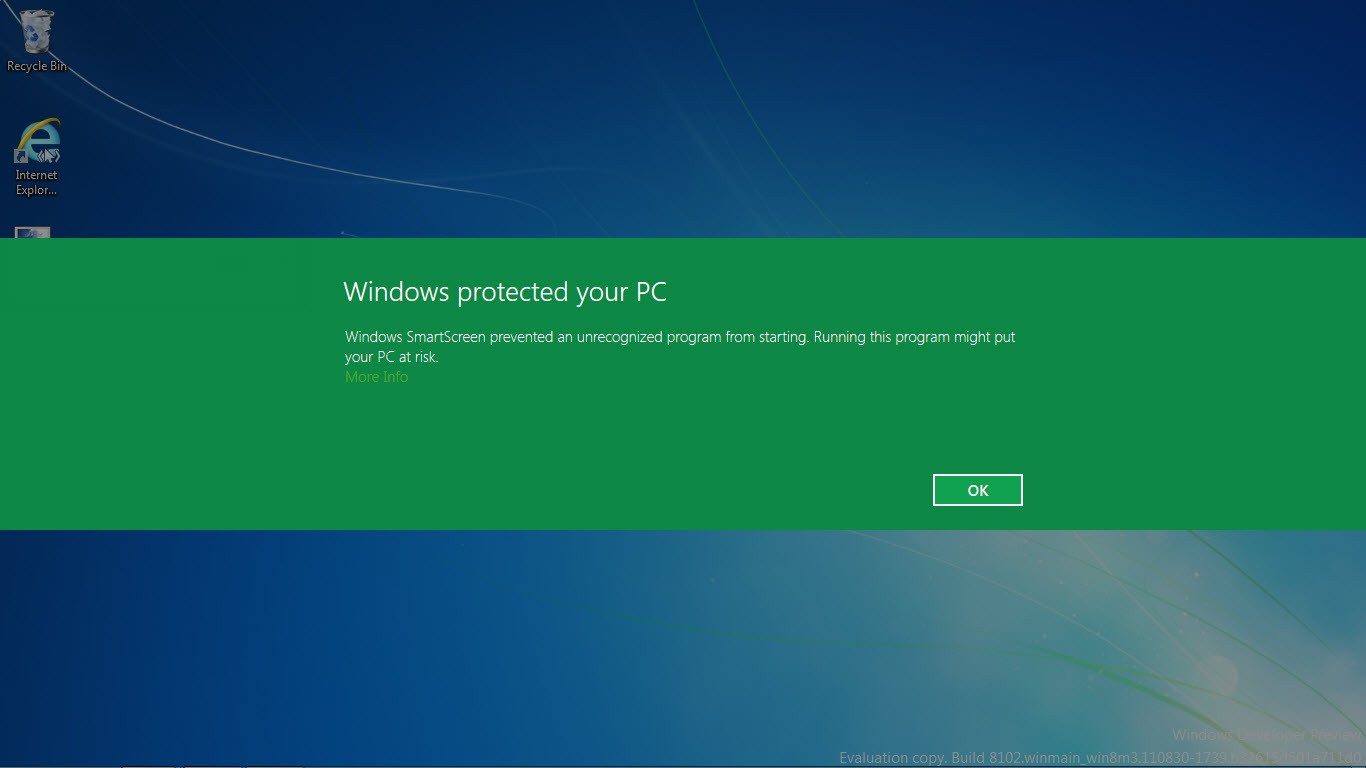 Recycle Bin
Internet
Explor...
Windows protected your PC
Windows SmartScreen prevented an unrecognized program from starting. Running this program might put
your PC at risk.
More Info
OK
Windows Developer Preview
Evaluation copy. Build 8102.winmain_win8m3.110830-1739.b32615d501a711d0